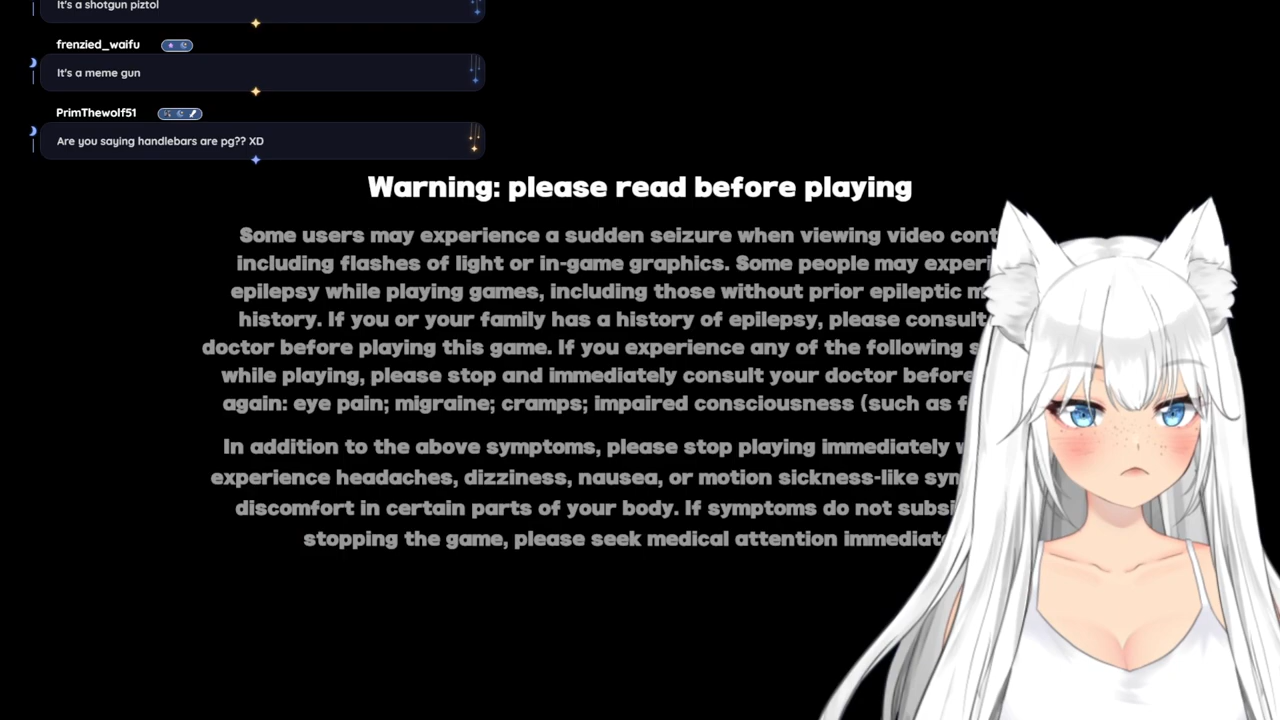 It's a shotgun piztol
frenzied_waifu
It's a meme gun
PrimThewolf51
Are you saying handlebars are pg?? XD
Warning: please read before playing
Some users may experience a sudden seizure when viewing video
including flashes of light or in-game graphics. Some people may
epilepsy while playing games, including those without prior epileptic
history. If you or your family has a history of epilepsy, please consult
doctor before playing this game. If you experience any of the following
while playing, please stop and immediately consult your doctor before
again: eye pain; migraine; cramps; impaired consciousness (such as
In addition to the above symptoms, please stop playing immediately
experience headaches, dizziness, nausea, or motion sickness-like
discomfort in certain parts of your body. If symptoms do not
stopping the game, please seek medical attention